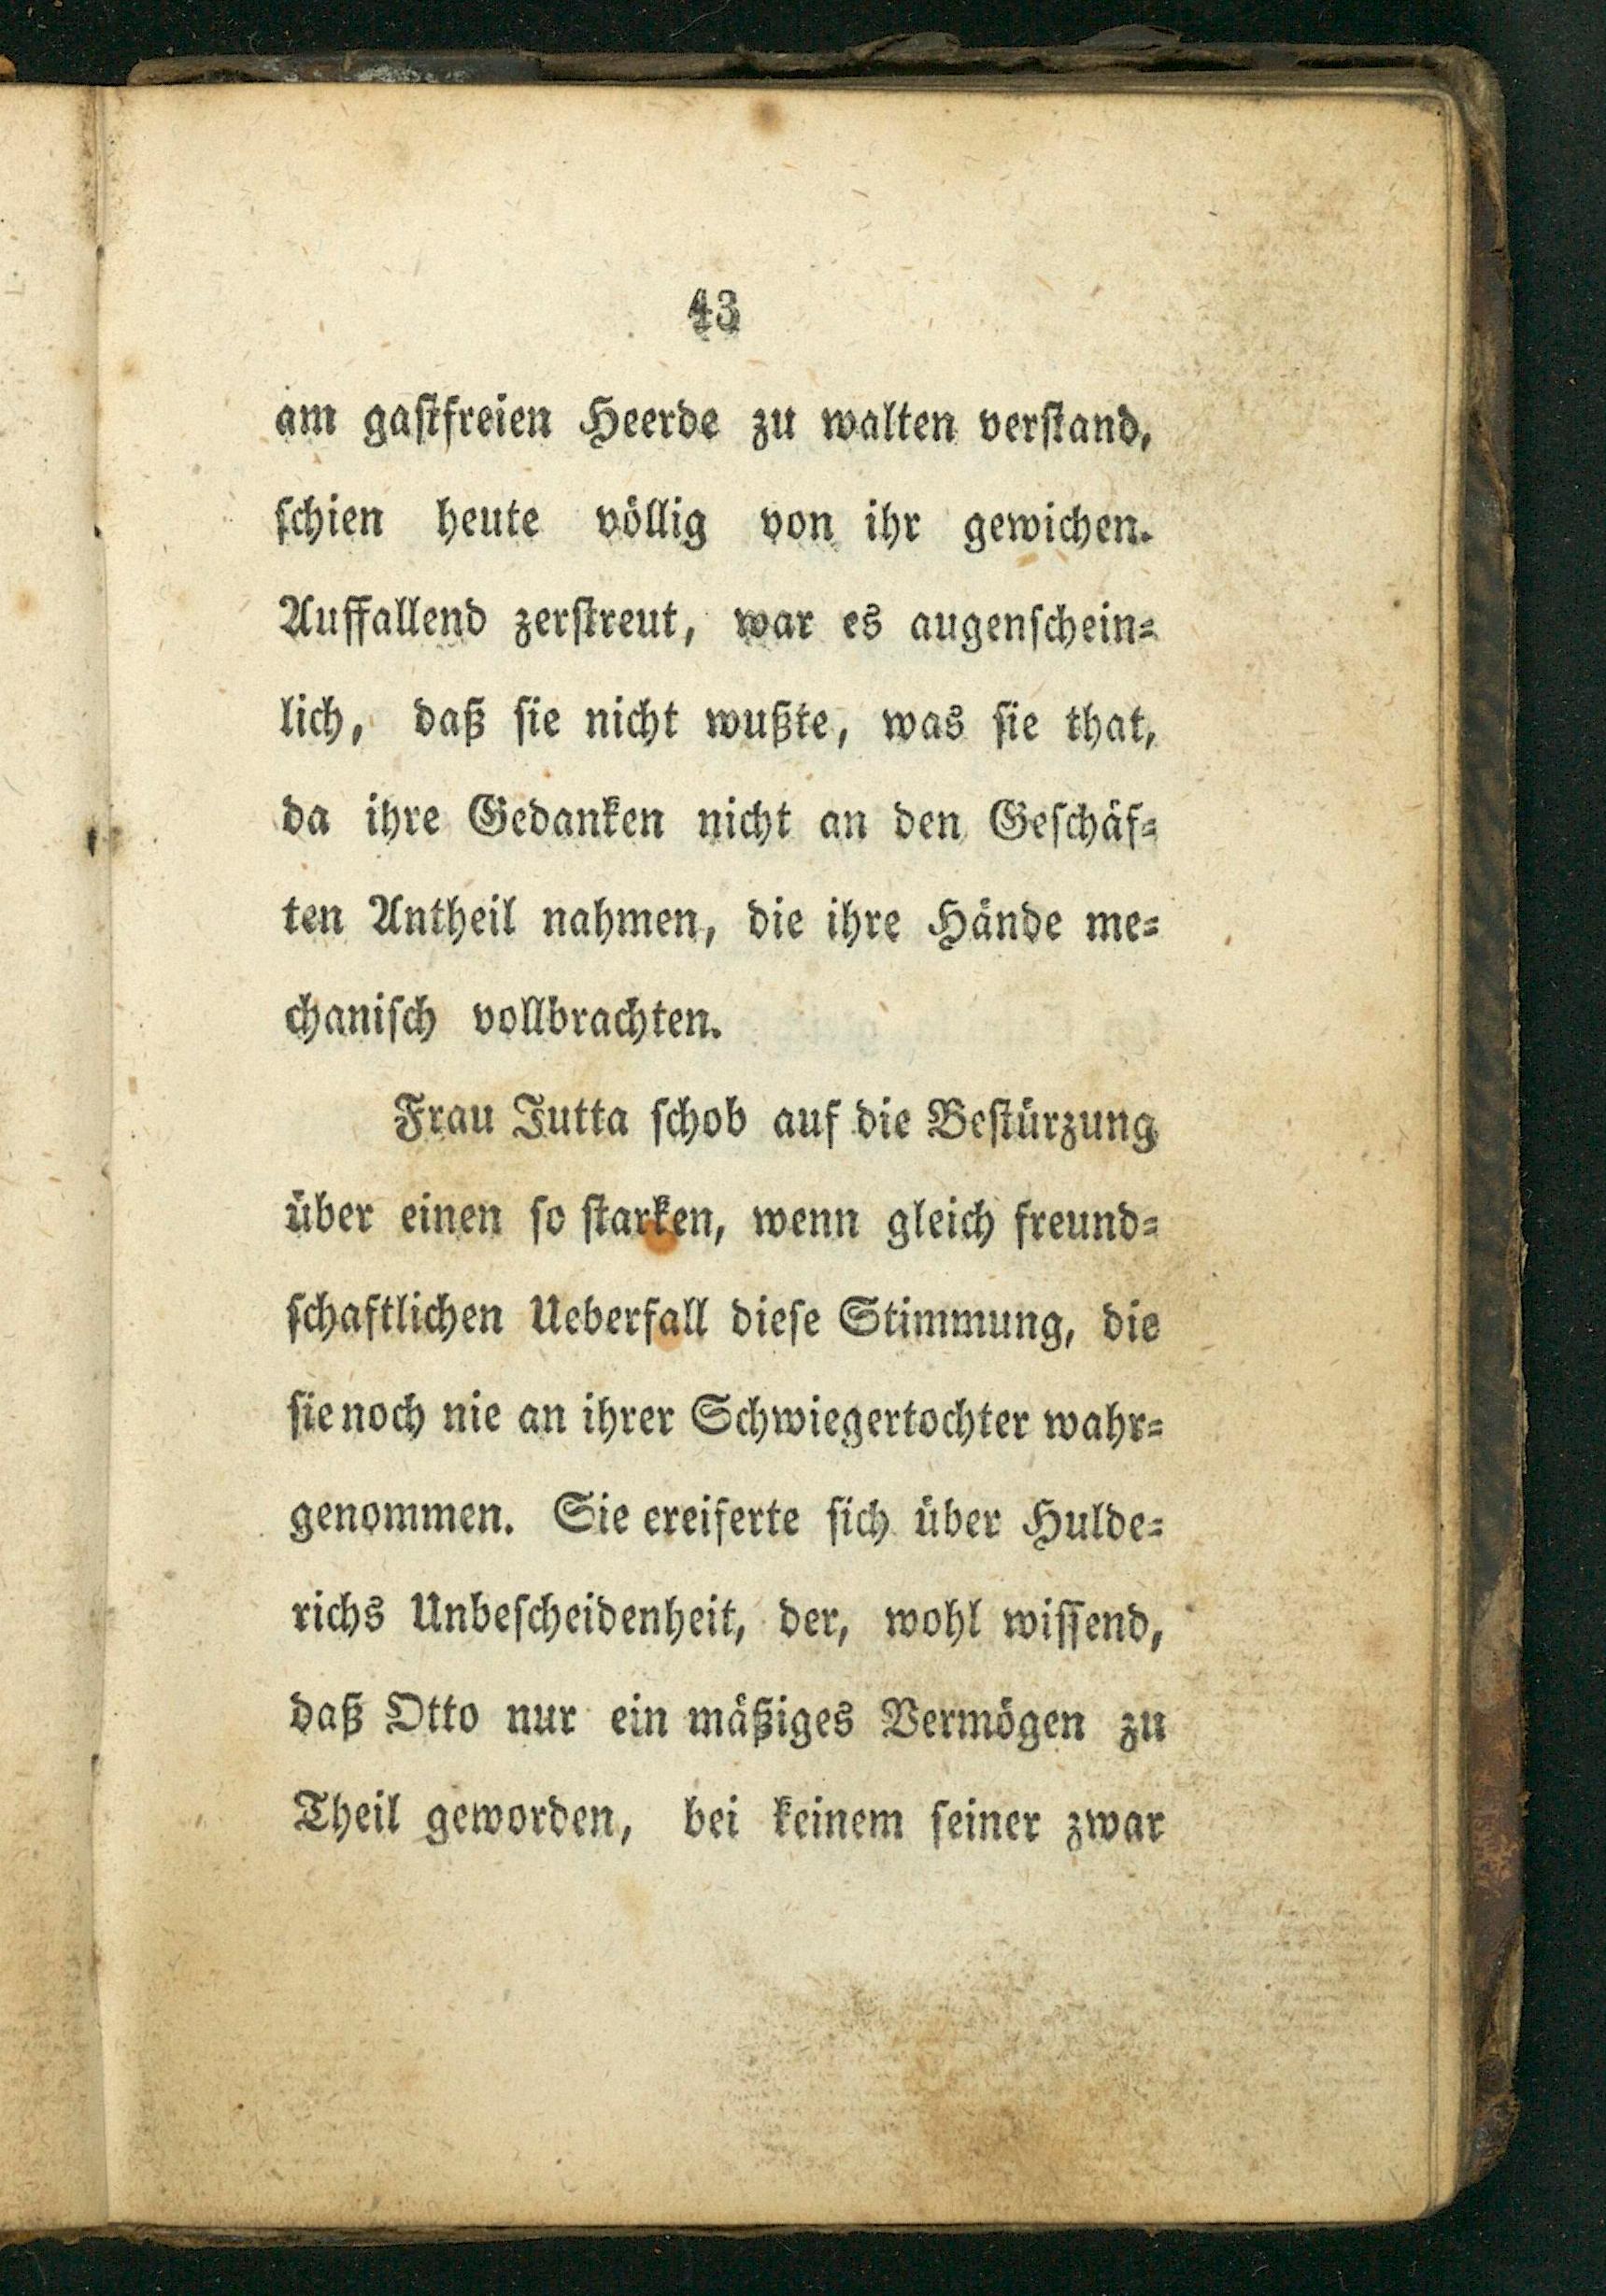 43
am gaſtfreien Heerde zu walten verſtand,
ſchien heute völlig von ihr gewichen.
Auffallend zerſtreut, war es augenſchein⸗
lich, daß ſie nicht wußte, was ſie that,
da ihre Gedanken nicht an den Geſchäf⸗
ten Antheil nahmen, die ihre Hände me⸗
chaniſch vollbrachten.
Frau Jutta ſchob auf die Beſtürzung
über einen ſo ſtarken, wenn gleich freund⸗
ſchaftlichen Ueberfall dieſe Stimmung, die
ſie noch nie an ihrer Schwiegertochter wahr⸗
genommen. Sie ereiferte ſich über Hulde⸗
richs Unbeſcheidenheit, der, wohl wiſſend,
daß Otto nur ein mäßiges Vermögen zu
Theil geworden, bei keinem ſeiner zwar